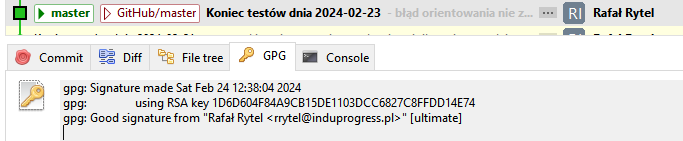 master GitHub/master Koniec testów dnia 2024-02-23 - błąd orientowania nie z... RI Rafał Rytel
Commit Diff File tree GPG Console
gpg: Signature made Sat Feb 24 12:38:04 2024
gpg: using RSA key 1D6D604F84A9CB15DE1103DCC6827C8FFDD14E74
gpg: Good signature from "Rafał Rytel <rrytel@induprogress.pl>" [ultimate]